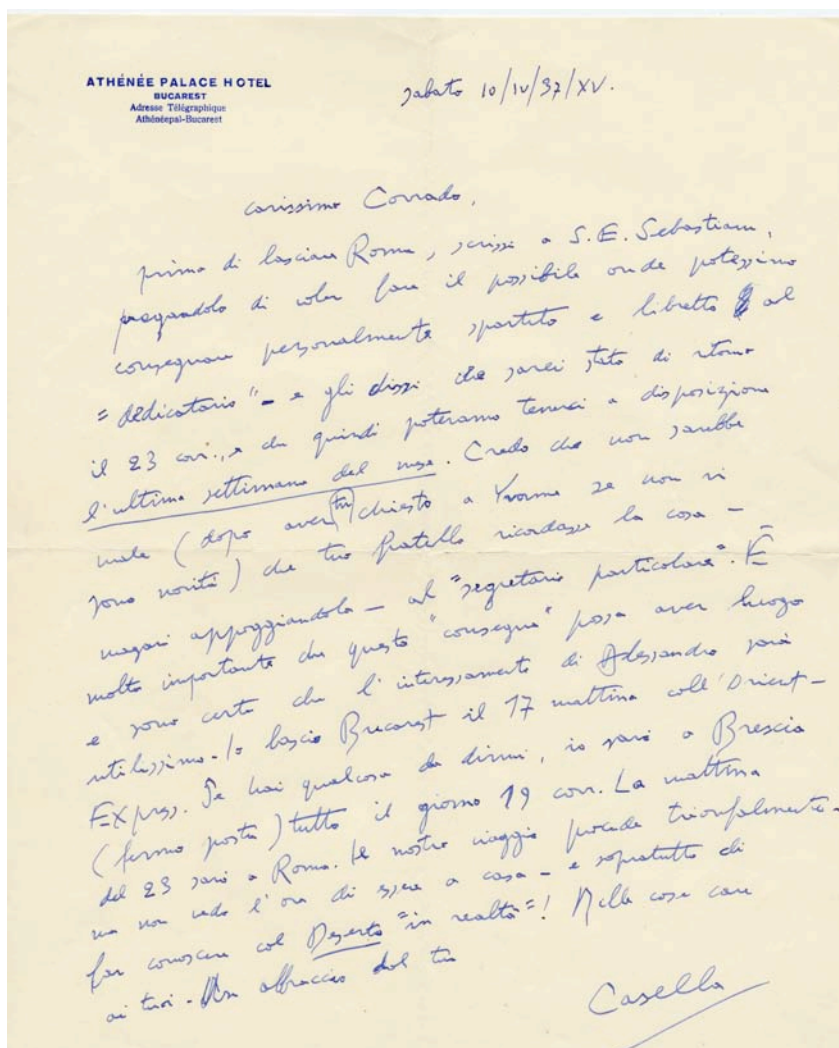 ATHÉNÉE PALACE HOTEL
BUCAREST
Adresse Télégraphique
Athénéepal-Bucarest
sabato 10/IV/37/XV.
carissimo Corrado,
prima di lasciare Roma, scrissi a S.E. Sebastiani,
pregandolo di voler fare il possibile onde potessimo
consegnare personalmente spartito e libretto al
"dedicatario" - e gli dissi che sarei stato di ritorno
il 23 corr., e che quindi potevamo tenerci a disposizione
l'ultima settimana del mese. Credo che non sarebbe
male (dopo aver tu chiesto a Yvonne se non vi
sono novità) che tuo fratello ricordasse la cosa -
magari appoggiandola - al "segretario particolare". È
molto importante che questa "consegna" possa aver luogo
e sono certo che l'interessamento di Alessandro sarà
utilissimo. Io lascio Bucarest il 17 mattina coll'Orient-
Express. Se hai qualcosa da dirmi, io sarò a Brescia
(fermo posta) tutto il giorno 19 corr. La mattina
del 23 sarò a Roma. Il nostro viaggio procede trionfalmente -
ma non vedo l'ora di essere a casa - e sopratutto di
far conoscere col Deserto "in realtà"! Mille cose care
ai tuoi. Un abbraccio dal tuo
Casella